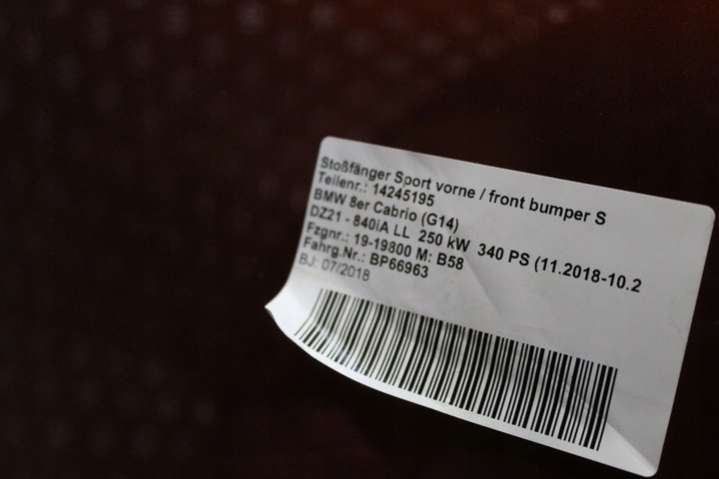 Stoßfänger Sport vorne / front bumper S
Teilenr.: 14245195
BMW 8er Cabrio (G14)
DZ21 - 840iA LL 250 kW 340 PS (11.2018-10.2
Fzgnr.: 19-19800 M: B58
Fahrg.Nr.: BP66963
BJ: 07/2018